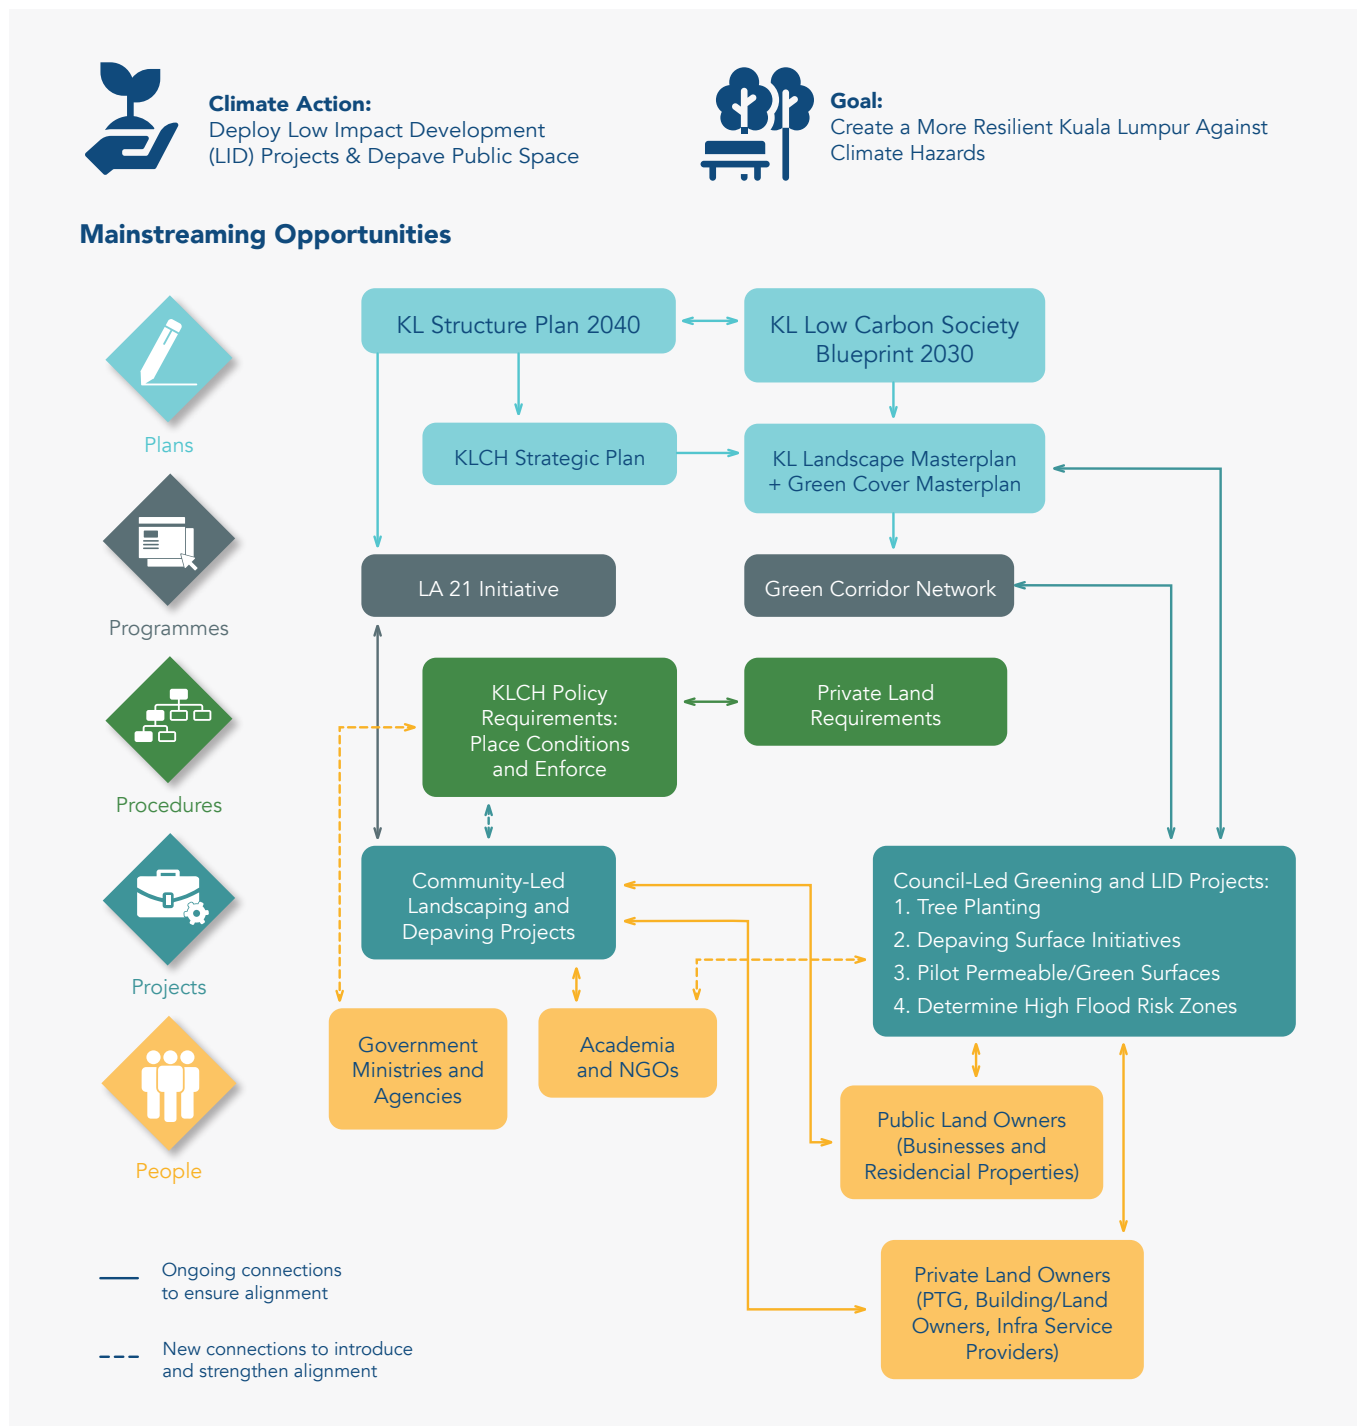 Climate Action:
Deploy Low Impact Development
(LID) Projects & Depave Public Space
Goal:
Create a More Resilient Kuala Lumpur Against
Climate Hazards
Mainstreaming Opportunities
Plans
Programmes
Procedures
Projects
People
KL Structure Plan 2040
KL Low Carbon Society
Blueprint 2030
KLCH Strategic Plan
KL Landscape Masterplan
+ Green Cover Masterplan
LA 21 Initiative
Green Corridor Network
KLCH Policy
Requirements:
Place Conditions
and Enforce
Private Land
Requirements
Community-Led
Landscaping and
Depaving Projects
Council-Led Greening and LID Projects:
1. Tree Planting
2. Depaving Surface Initiatives
3. Pilot Permeable/Green Surfaces
4. Determine High Flood Risk Zones
Government
Ministries and
Agencies
Academia
and NGOs
Public Land Owners
(Businesses and
Residencial Properties)
Private Land Owners
(PTG, Building/Land
Owners, Infra Service
Providers)
Ongoing connections
to ensure alignment
New connections to introduce
and strengthen alignment